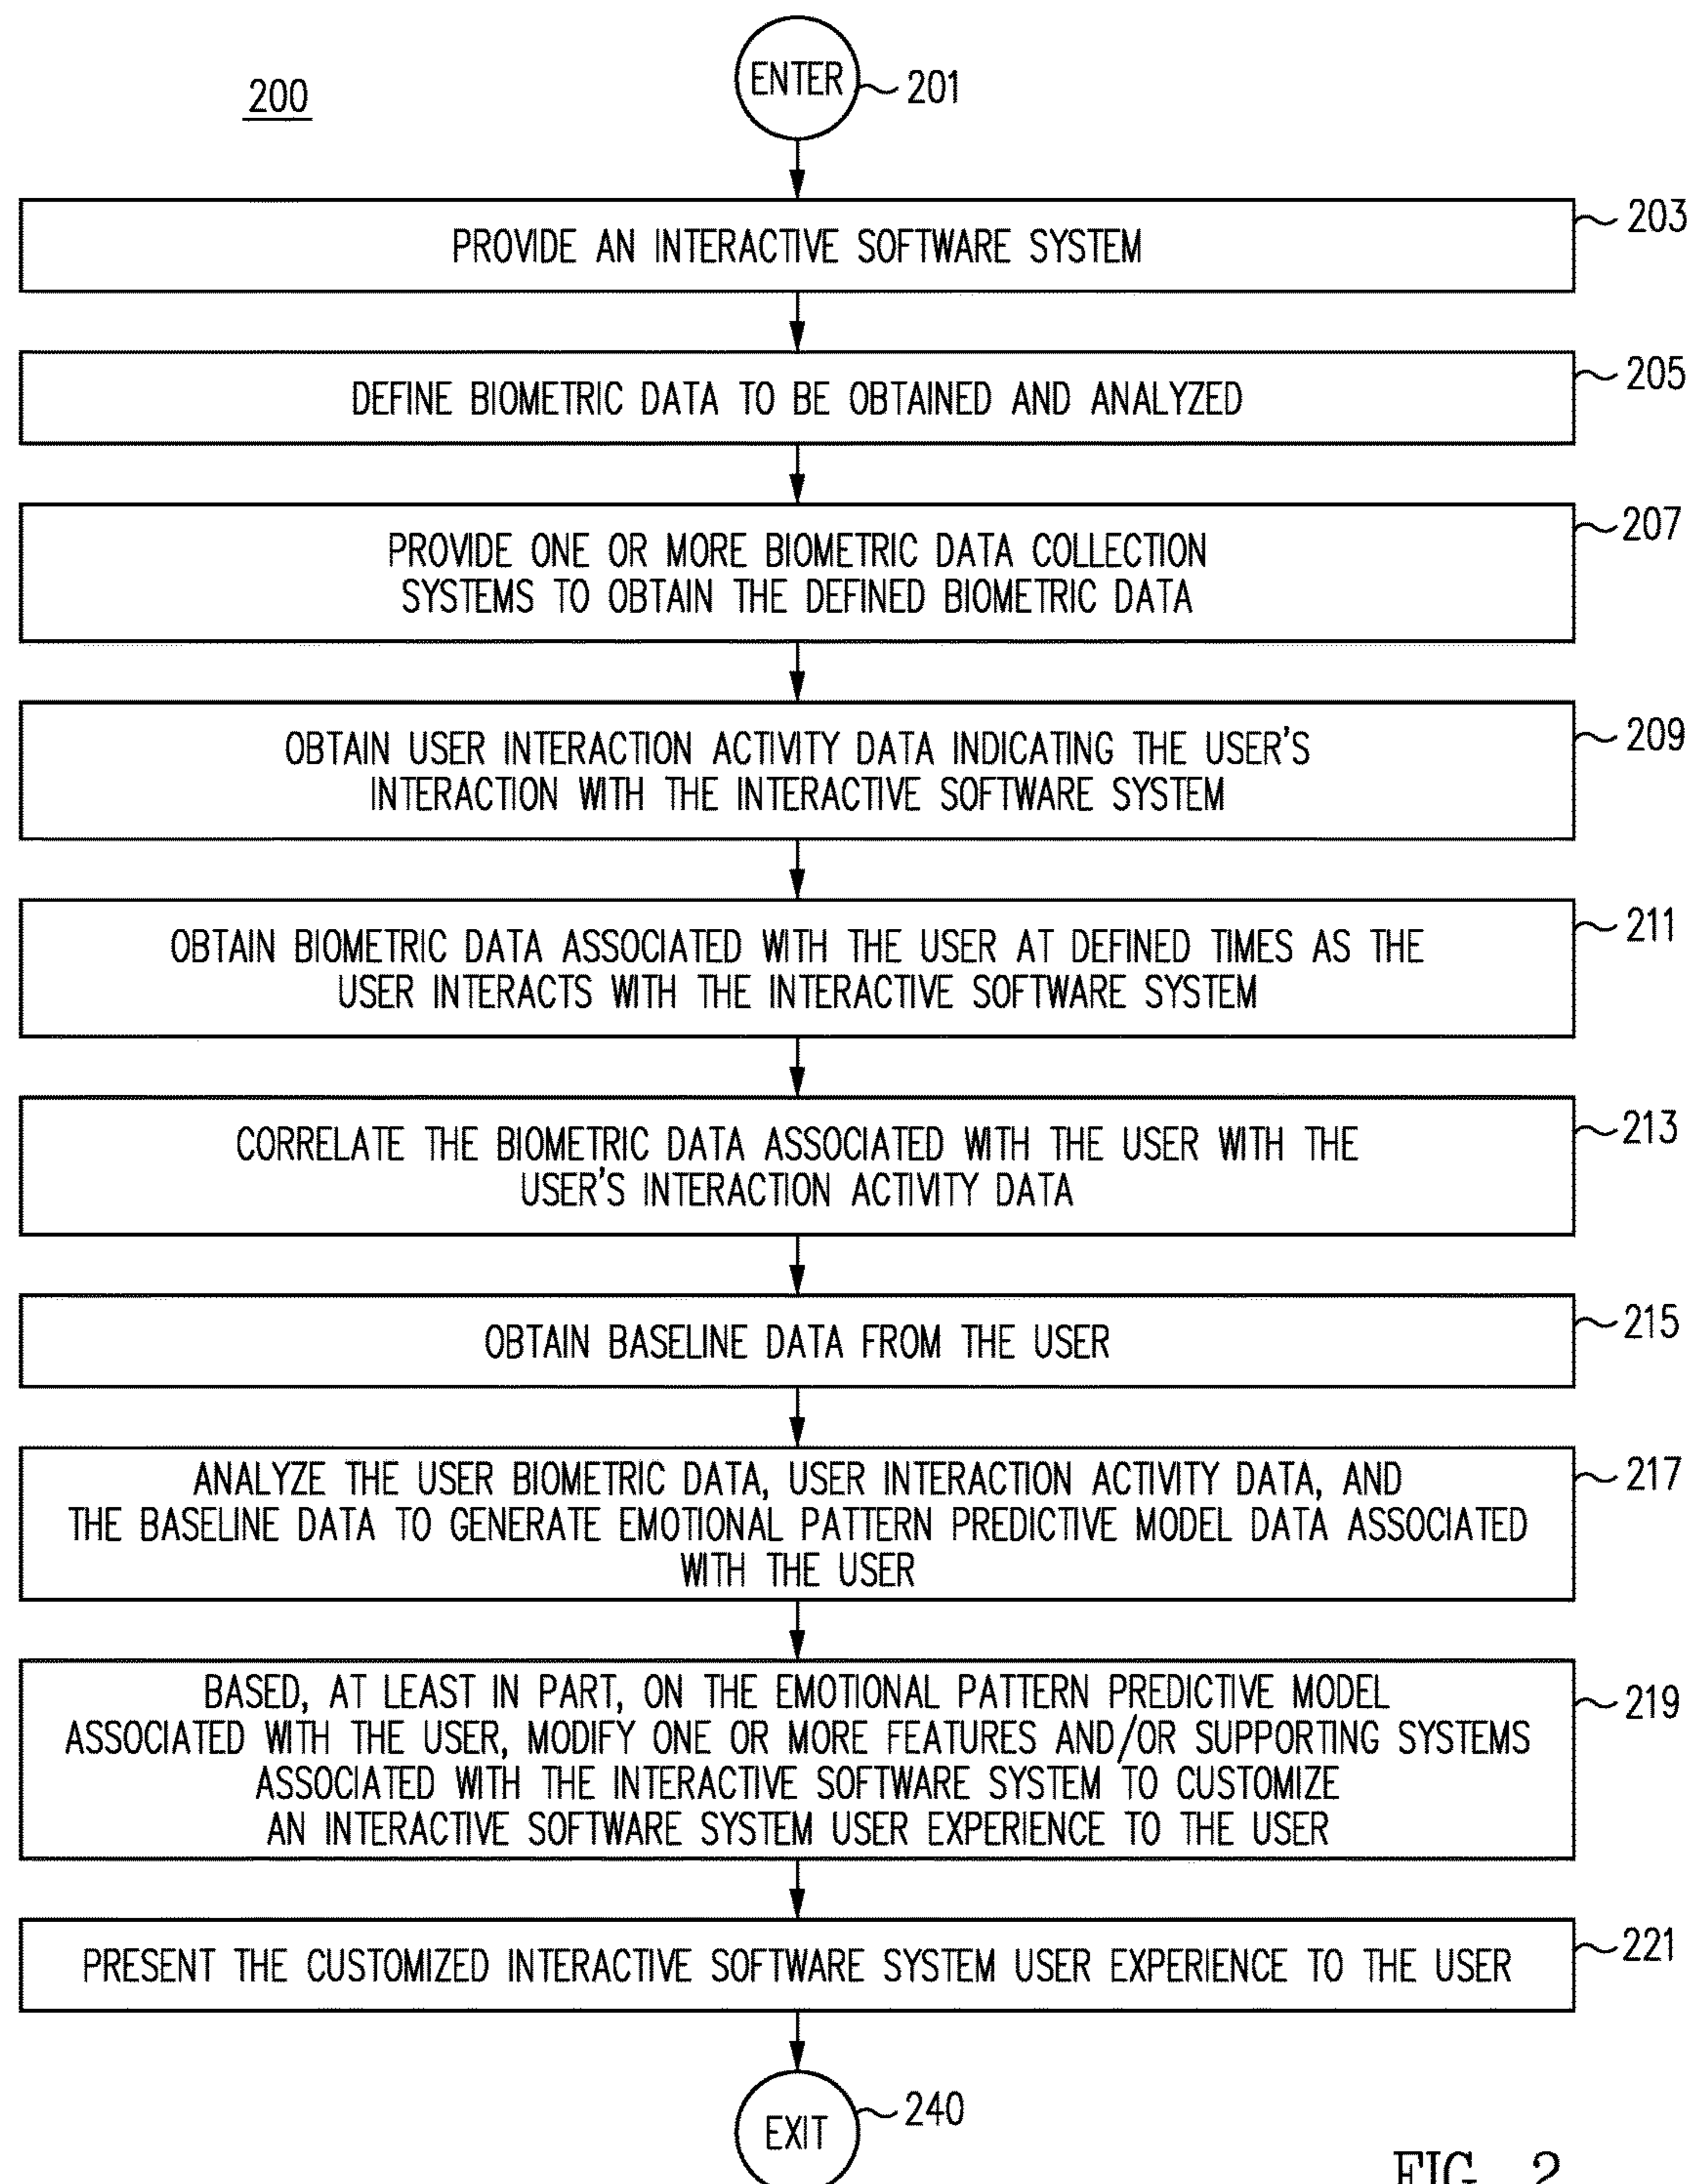 200
ENTER
201
PROVIDE AN INTERACTIVE SOFTWARE SYSTEM
203
DEFINE BIOMETRIC DATA TO BE OBTAINED AND ANALYZED
205
PROVIDE ONE OR MORE BIOMETRIC DATA COLLECTION
SYSTEMS TO OBTAIN THE DEFINED BIOMETRIC DATA
207
OBTAIN USER INTERACTION ACTIVITY DATA INDICATING THE USER'S
INTERACTION WITH THE INTERACTIVE SOFTWARE SYSTEM
209
OBTAIN BIOMETRIC DATA ASSOCIATED WITH THE USER AT DEFINED TIMES AS THE
USER INTERACTS WITH THE INTERACTIVE SOFTWARE SYSTEM
211
CORRELATE THE BIOMETRIC DATA ASSOCIATED WITH THE USER WITH THE
USER'S INTERACTION ACTIVITY DATA
213
OBTAIN BASELINE DATA FROM THE USER
215
ANALYZE THE USER BIOMETRIC DATA, USER INTERACTION ACTIVITY DATA, AND
THE BASELINE DATA TO GENERATE EMOTIONAL PATTERN PREDICTIVE MODEL DATA ASSOCIATED
WITH THE USER
217
BASED, AT LEAST IN PART, ON THE EMOTIONAL PATTERN PREDICTIVE MODEL
ASSOCIATED WITH THE USER, MODIFY ONE OR MORE FEATURES AND/OR SUPPORTING SYSTEMS
ASSOCIATED WITH THE INTERACTIVE SOFTWARE SYSTEM TO CUSTOMIZE
AN INTERACTIVE SOFTWARE SYSTEM USER EXPERIENCE TO THE USER
219
PRESENT THE CUSTOMIZED INTERACTIVE SOFTWARE SYSTEM USER EXPERIENCE TO THE USER
221
EXIT
240
FIG. 2